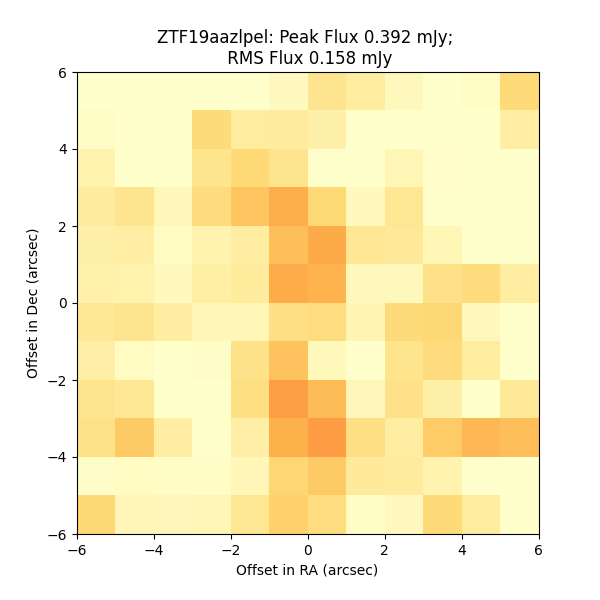 ZTF19aazlpel: Peak Flux 0.392 mJy;
RMS Flux 0.158 mJy
6
4
2
0
−2
−4
−6
Offset in Dec (arcsec)
−6 −4 −2 0 2 4 6
Offset in RA (arcsec)